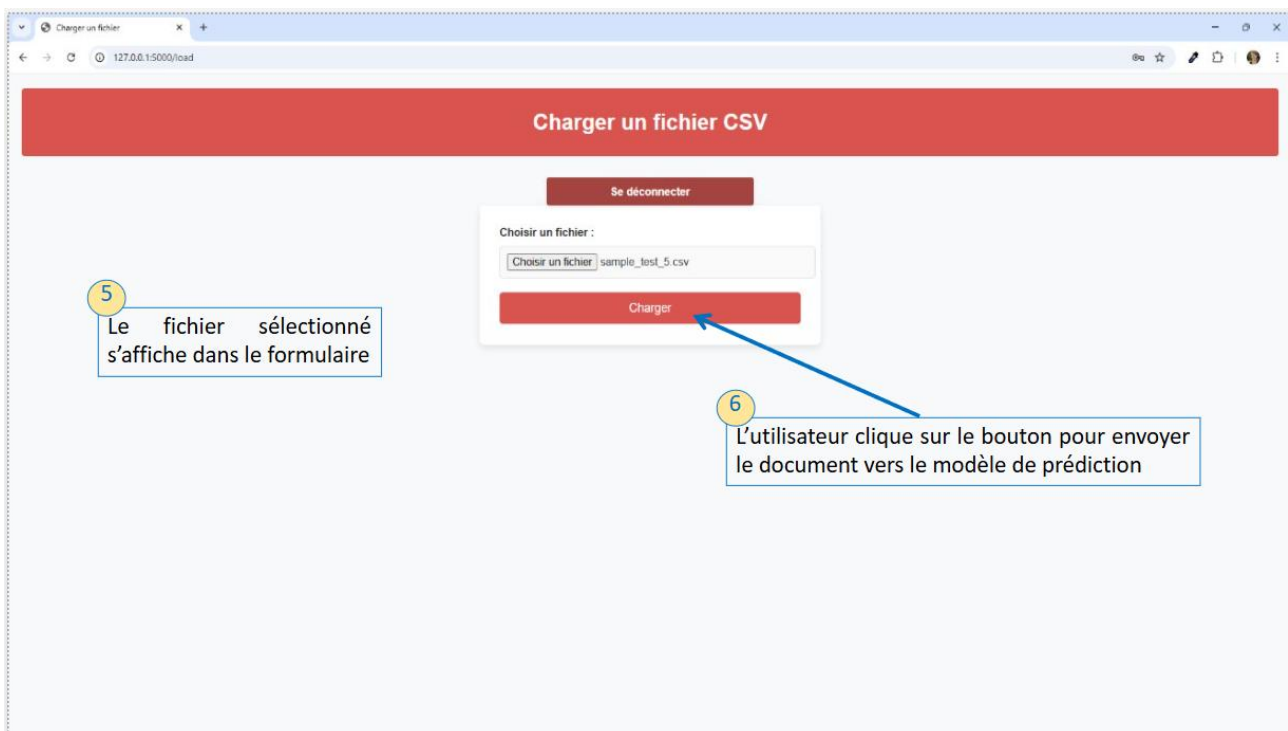 Charger un fichier
127.0.0.1:5000/load
Charger un fichier CSV
Se déconnecter
Choisir un fichier :
Choisir un fichier sample_test_5.csv
Charger
5
Le fichier sélectionné
s’affiche dans le formulaire
6
L’utilisateur clique sur le bouton pour envoyer
le document vers le modèle de prédiction